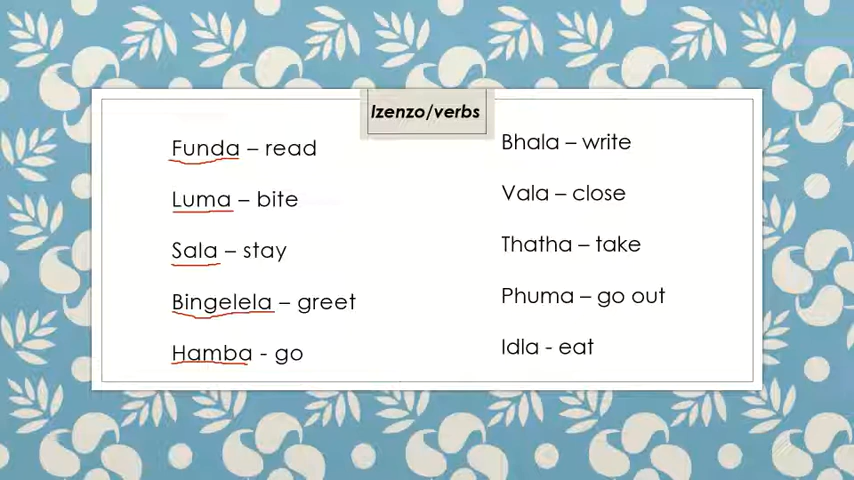 Izenzo/verbs
Funda – read
Luma – bite
Sala – stay
Bingelela – greet
Hamba - go
Bhala – write
Vala – close
Thatha – take
Phuma – go out
Idla - eat